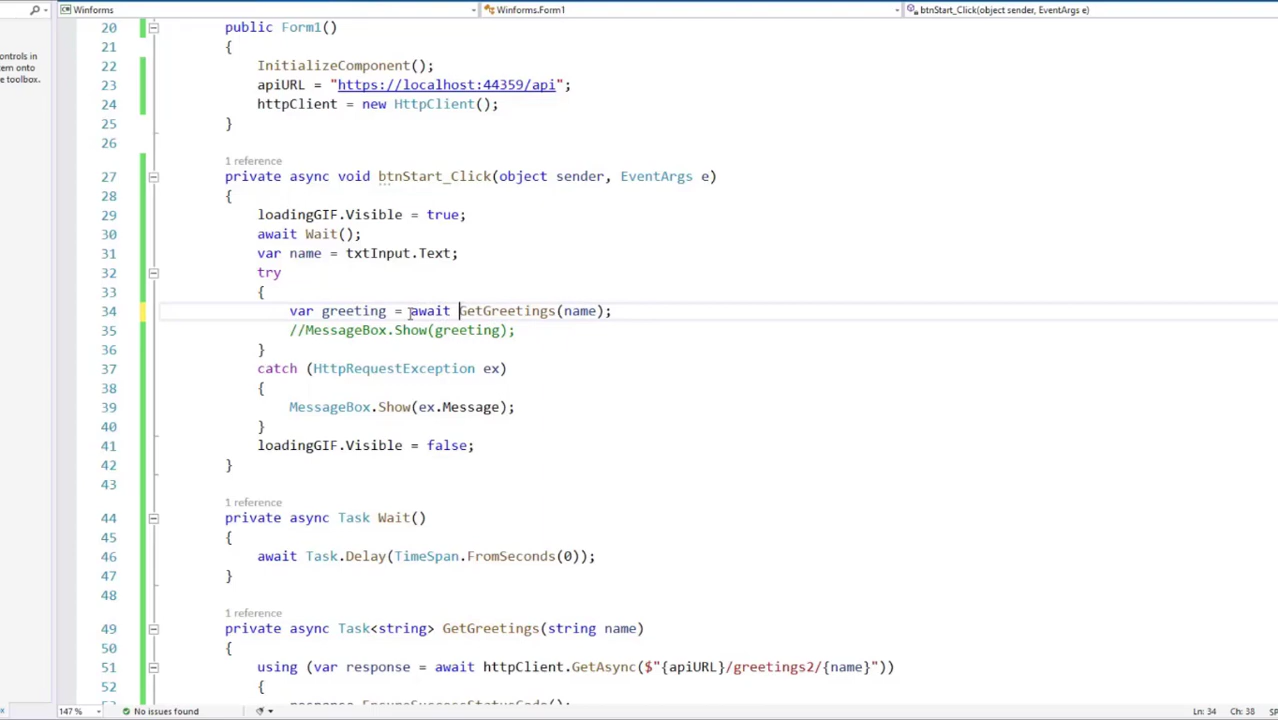 Winforms
Winforms.Form1
btnStart_Click(object sender, EventArgs e)
ontrols in
tem onto
e toolbox.
20 public Form1()
21 {
22 InitializeComponent();
23 apiURL = "https://localhost:44359/api";
24 httpClient = new HttpClient();
25 }
26
1 reference
27 private async void btnStart_Click(object sender, EventArgs e)
28 {
29 loadingGIF.Visible = true;
30 await Wait();
31 var name = txtInput.Text;
32 try
33 {
34 var greeting = await GetGreetings(name);
35 //MessageBox.Show(greeting);
36 }
37 catch (HttpRequestException ex)
38 {
39 MessageBox.Show(ex.Message);
40 }
41 loadingGIF.Visible = false;
42 }
43
1 reference
44 private async Task Wait()
45 {
46 await Task.Delay(TimeSpan.FromSeconds(0));
47 }
48
1 reference
49 private async Task<string> GetGreetings(string name)
50 {
51 using (var response = await httpClient.GetAsync($"{apiURL}/greetings2/{name}"))
52 {
response.EnsureSuccessStatusCode();
147 % No issues found Ln: 34 Ch: 38 SP